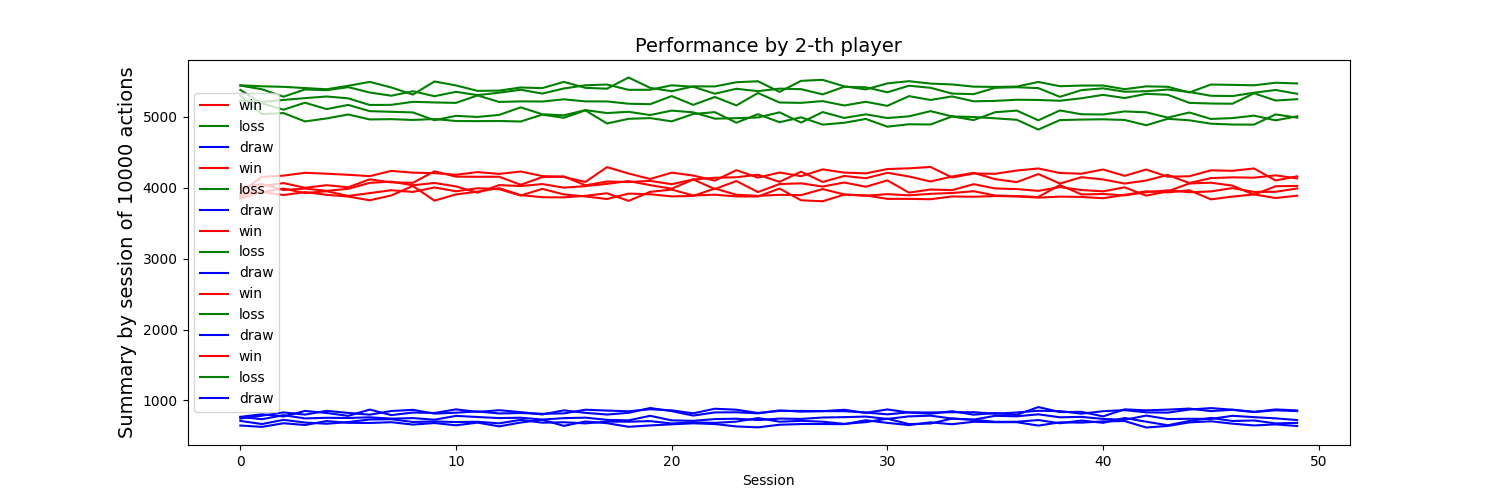 Performance by 2-th player
Summary by session of 10000 actions
5000
4000
3000
2000
1000
win
loss
draw
win
loss
draw
win
loss
draw
win
loss
draw
win
loss
draw
0
10
20
30
40
50
Session